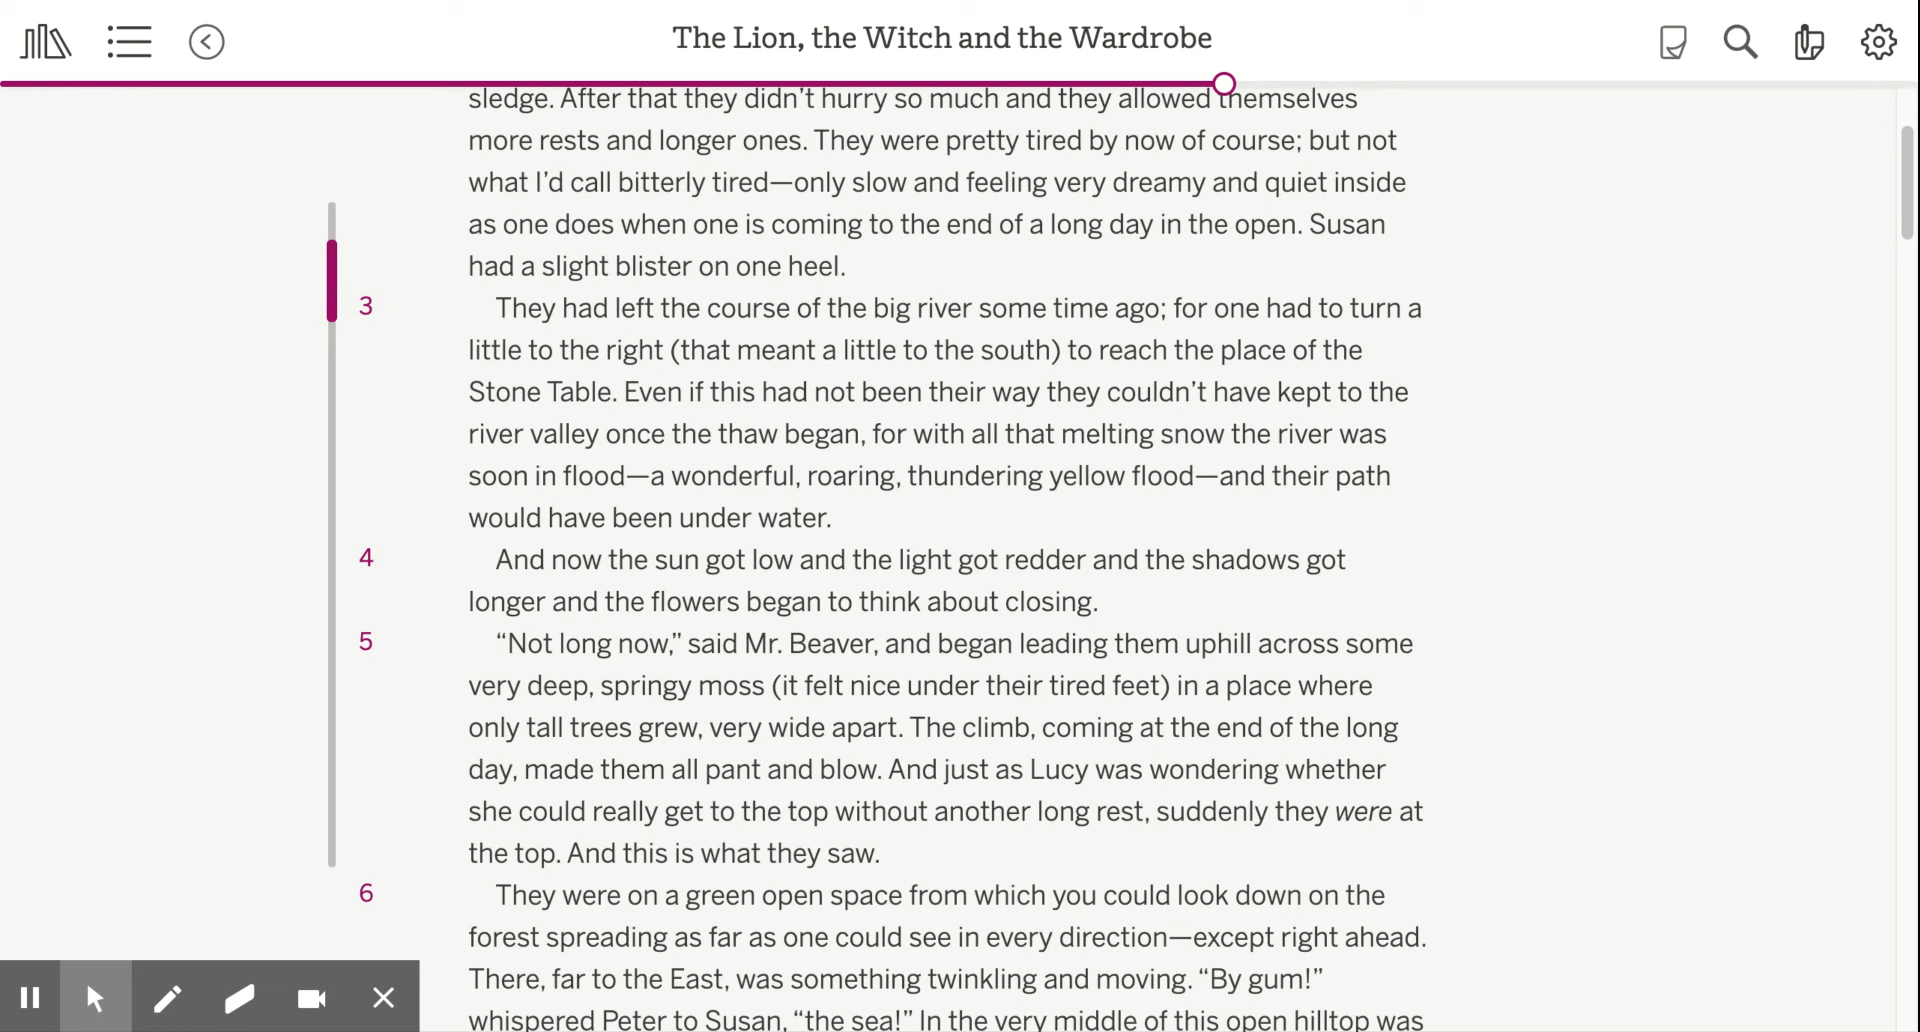 The Lion, the Witch and the Wardrobe
sledge. After that they didn’t hurry so much and they allowed themselves
more rests and longer ones. They were pretty tired by now of course; but not
what I’d call bitterly tired—only slow and feeling very dreamy and quiet inside
as one does when one is coming to the end of a long day in the open. Susan
had a slight blister on one heel.
3 They had left the course of the big river some time ago; for one had to turn a
little to the right (that meant a little to the south) to reach the place of the
Stone Table. Even if this had not been their way they couldn’t have kept to the
river valley once the thaw began, for with all that melting snow the river was
soon in flood—a wonderful, roaring, thundering yellow flood—and their path
would have been under water.
4 And now the sun got low and the light got redder and the shadows got
longer and the flowers began to think about closing.
5 “Not long now,” said Mr. Beaver, and began leading them uphill across some
very deep, springy moss (it felt nice under their tired feet) in a place where
only tall trees grew, very wide apart. The climb, coming at the end of the long
day, made them all pant and blow. And just as Lucy was wondering whether
she could really get to the top without another long rest, suddenly they were at
the top. And this is what they saw.
6 They were on a green open space from which you could look down on the
forest spreading as far as one could see in every direction—except right ahead.
There, far to the East, was something twinkling and moving. “By gum!”
whispered Peter to Susan, “the sea!” In the very middle of this open hilltop was